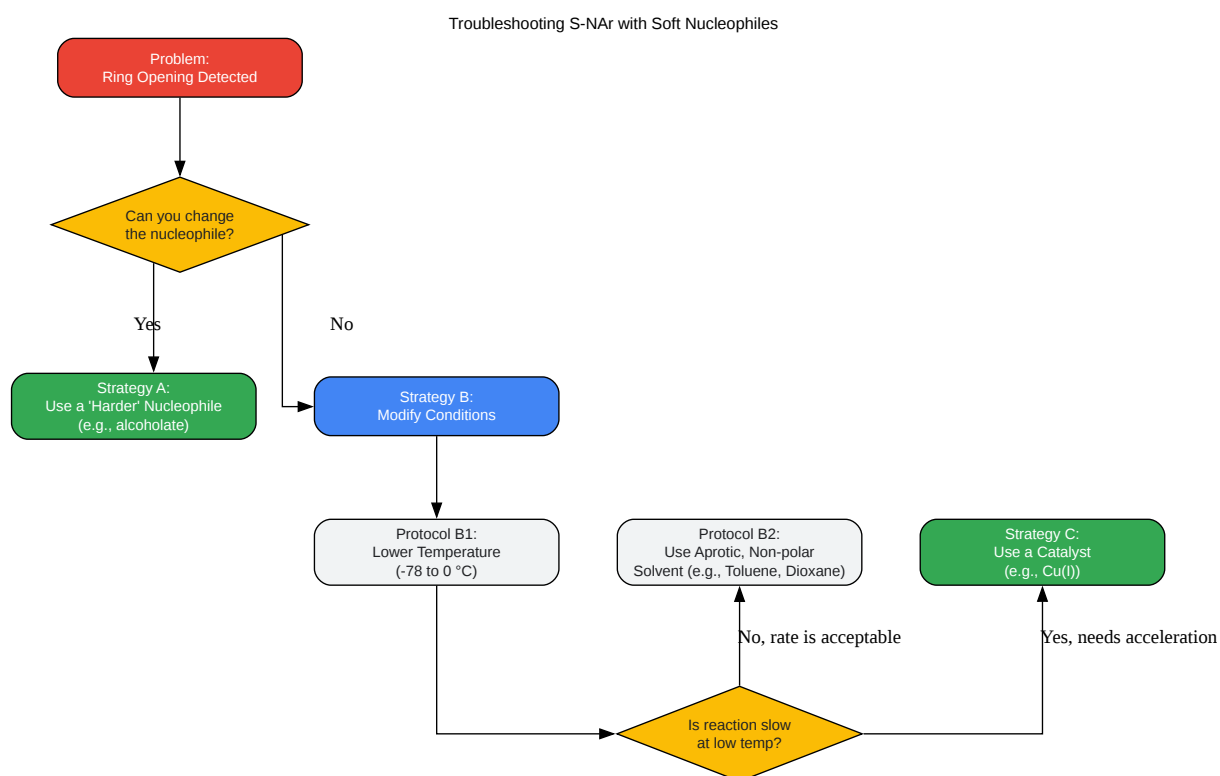 Troubleshooting S-NAr with Soft Nucleophiles
Problem:
Ring Opening Detected
Can you change
the nucleophile?
Yes
No
Strategy A:
Use a 'Harder' Nucleophile
(e.g., alcoholate)
Strategy B:
Modify Conditions
Protocol B1:
Lower Temperature
(-78 to 0 °C)
Protocol B2:
Use Aprotic, Non-polar
Solvent (e.g., Toluene, Dioxane)
Strategy C:
Use a Catalyst
(e.g., Cu(I))
No, rate is acceptable
Yes, needs acceleration
Is reaction slow
at low temp?